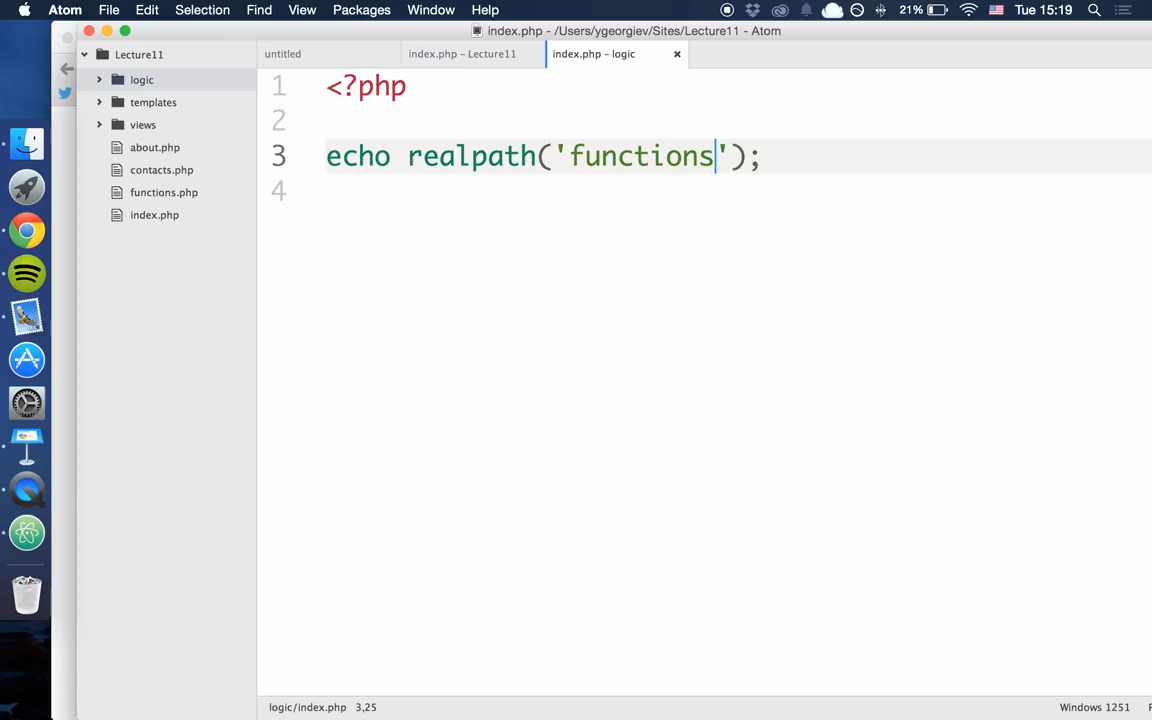 Atom File Edit Selection Find View Packages Window Help 21% Tue 15:19
index.php - /Users/ygeorgiev/Sites/Lecture11 - Atom
Lecture11
logic
templates
views
about.php
contacts.php
functions.php
index.php
untitled index.php – Lecture11 index.php – logic
1 <?php
2
3 echo realpath('functions');
4
logic/index.php 3,25 Windows 1251